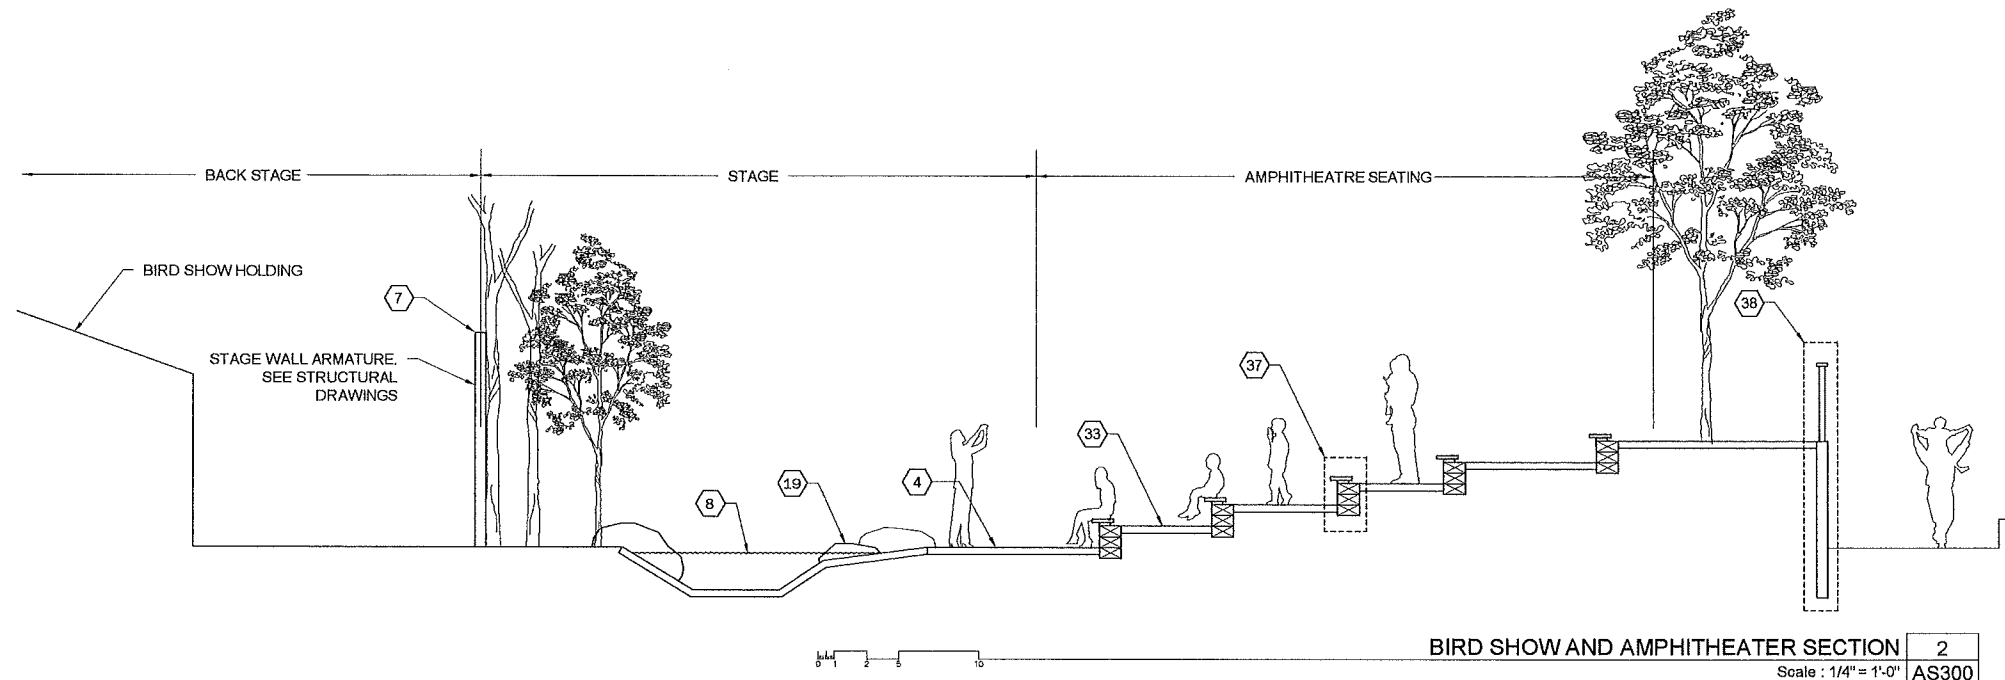 BACK STAGE
STAGE
AMPHITHEATRE SEATING
BIRD SHOW HOLDING
7
38
STAGE WALL ARMATURE.
SEE STRUCTURAL
DRAWINGS
37
33
19
4
8
0 1 2 5 10
BIRD SHOW AND AMPHITHEATER SECTION 2
Scale : 1/4" = 1'-0" AS300